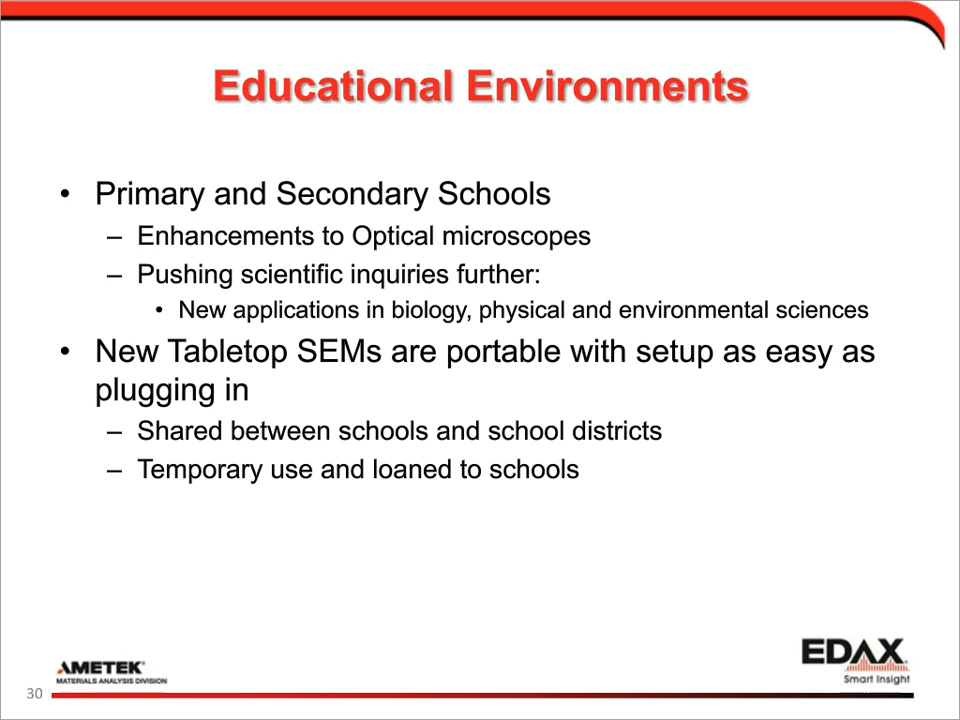 Educational Environments
• Primary and Secondary Schools
– Enhancements to Optical microscopes
– Pushing scientific inquiries further:
• New applications in biology, physical and environmental sciences
• New Tabletop SEMs are portable with setup as easy as
plugging in
– Shared between schools and school districts
– Temporary use and loaned to schools
AMETEK®
MATERIALS ANALYSIS DIVISION
EDAX
Smart Insight
30